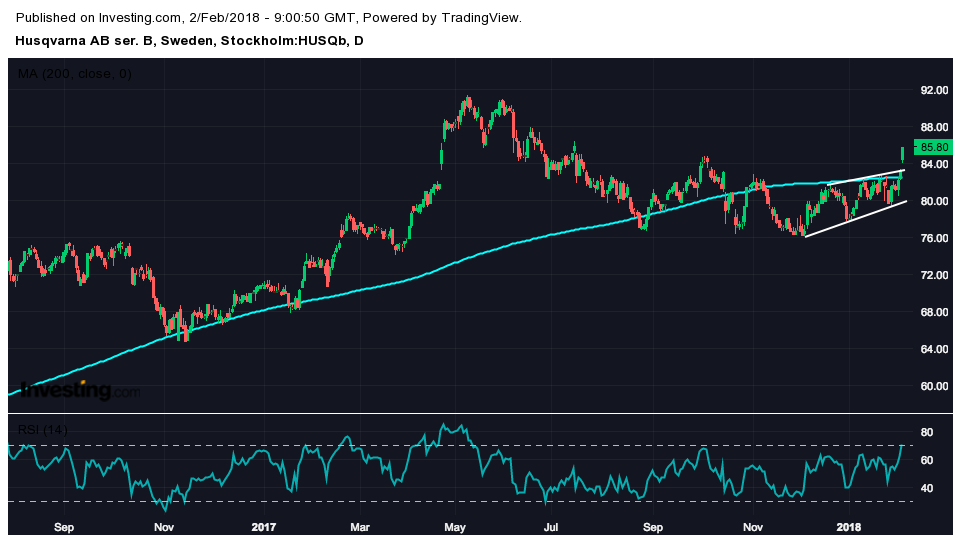 Published on Investing.com, 2/Feb/2018 - 9:00:50 GMT, Powered by TradingView.
Husqvarna AB ser. B, Sweden, Stockholm:HUSQb, D
MA (200, close, 0)
92.00
88.00
85.80
84.00
80.00
76.00
72.00
68.00
64.00
60.00
Investing.com
RSI (14)
80
60
40
Sep Nov 2017 Mar May Jul Sep Nov 2018